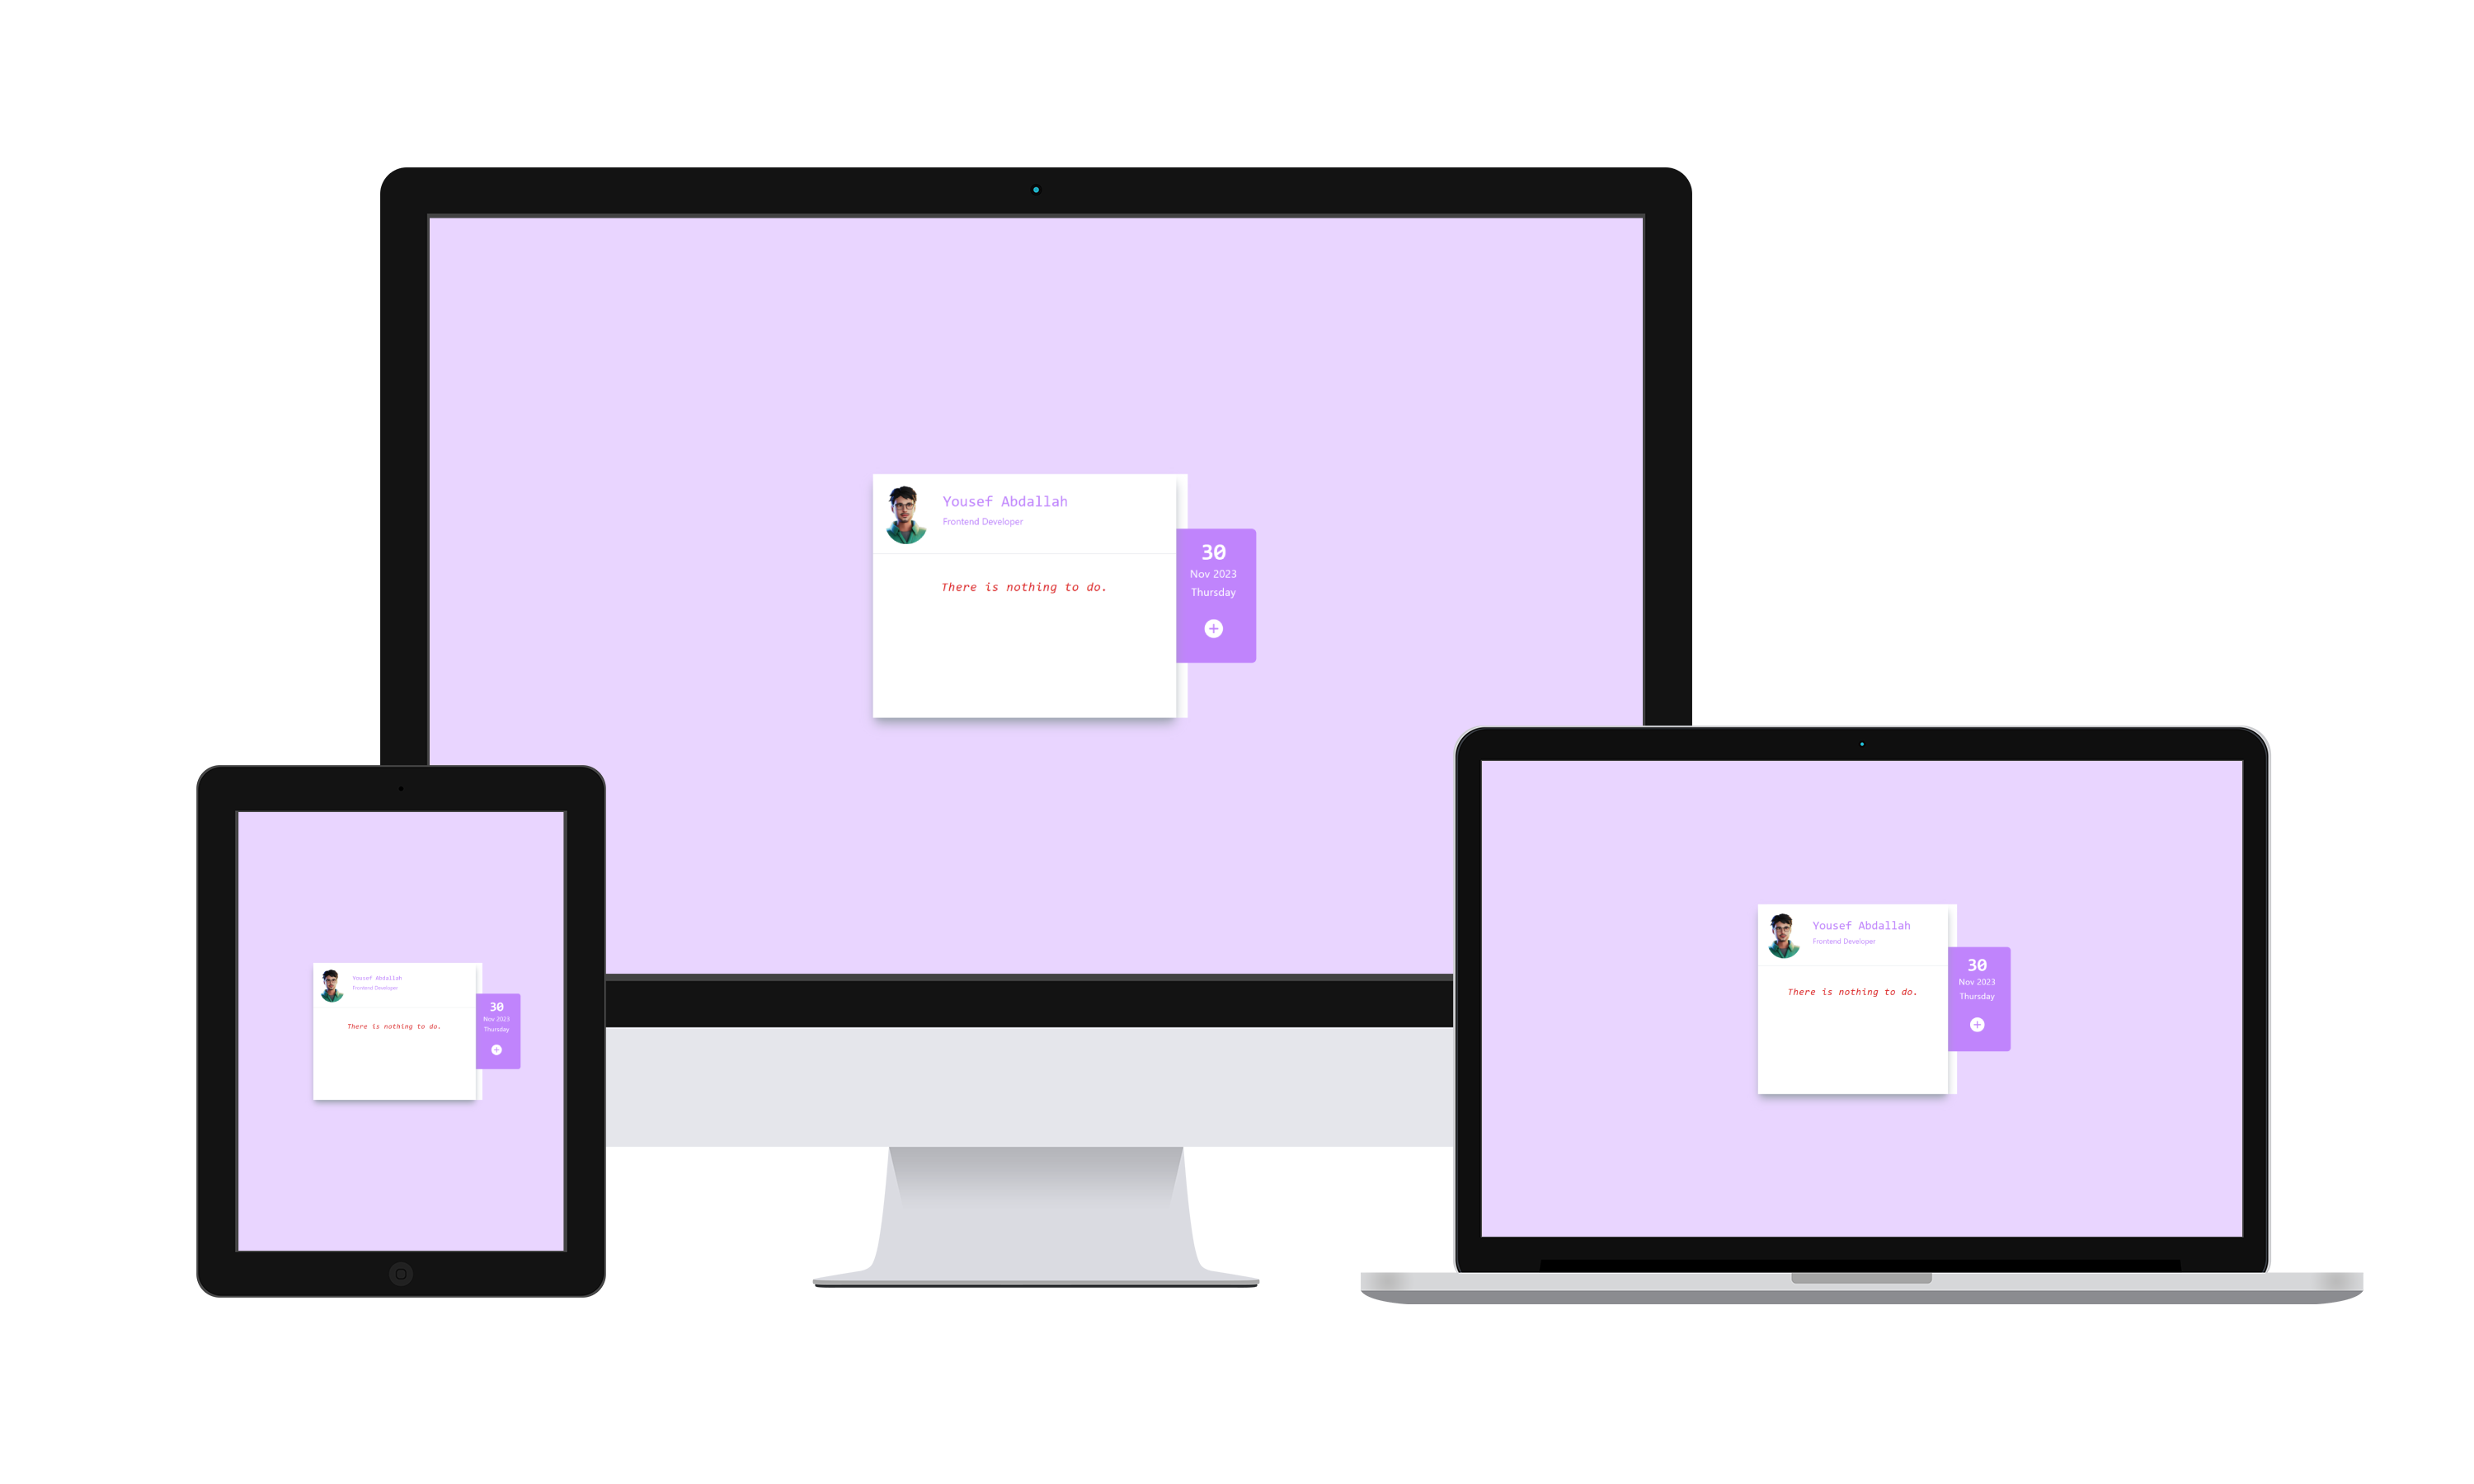 Yousef Abdallah
Frontend Developer
There is nothing to do.
30
Nov 2023
Thursday
Yousef Abdallah
Frontend Developer
There is nothing to do.
30
Nov 2023
Thursday
Yousef Abdallah
Frontend Developer
There is nothing to do.
30
Nov 2023
Thursday